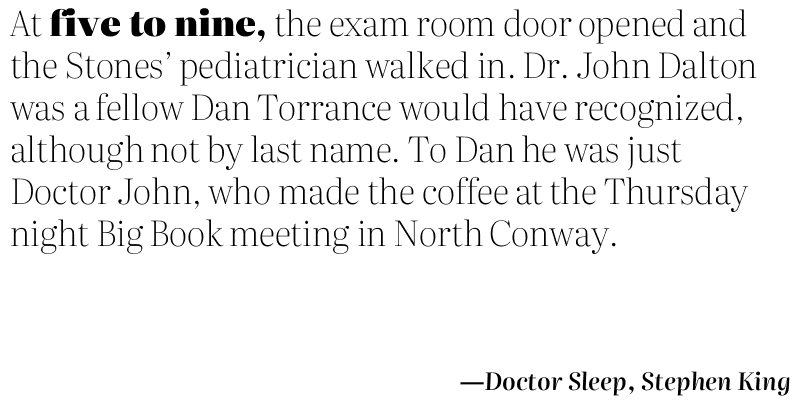 At five to nine, the exam room door opened and
the Stones’ pediatrician walked in. Dr. John Dalton
was a fellow Dan Torrance would have recognized,
although not by last name. To Dan he was just
Doctor John, who made the coffee at the Thursday
night Big Book meeting in North Conway.
—Doctor Sleep, Stephen King